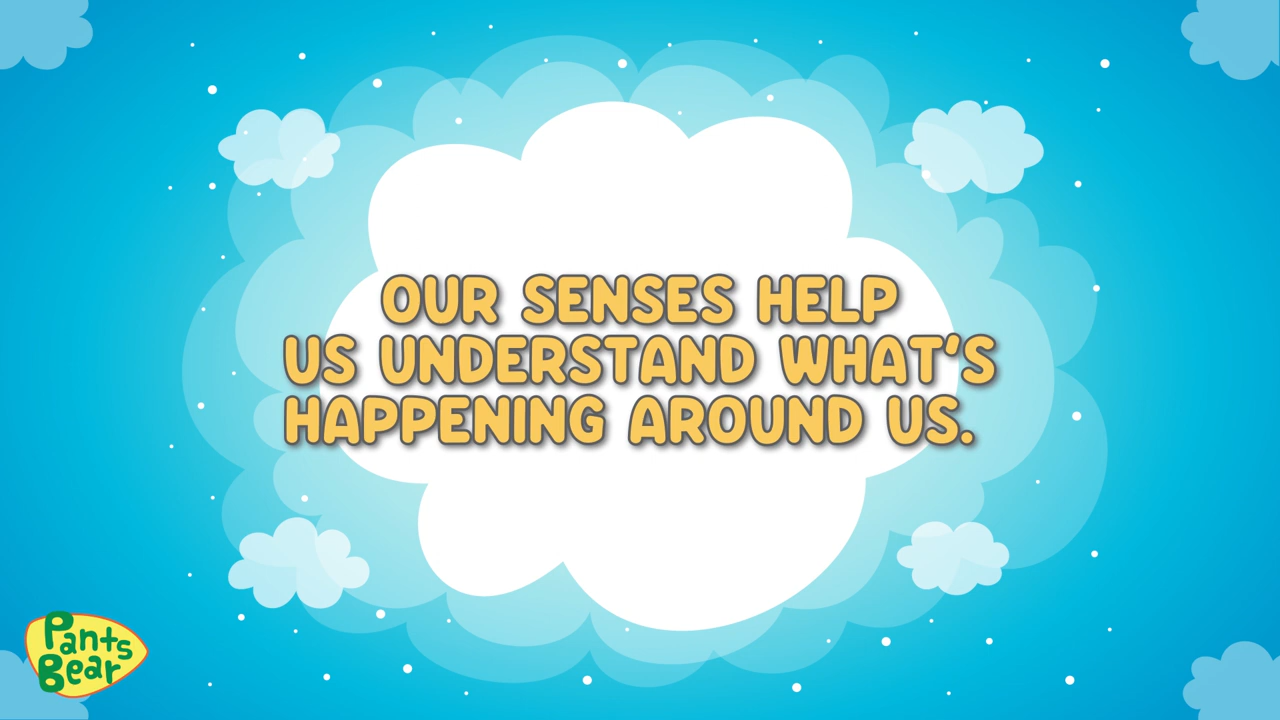 OUR SENSES HELP
US UNDERSTAND WHAT'S
HAPPENING AROUND US.
Pants
Bear